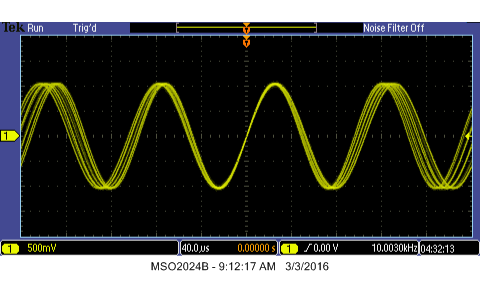 Tek Run Trig'd Noise Filter Off
1
1 500mV 40.0µs 0.00000 s 1 0.00 V 10.0030kHz 04:32:13
MSO2024B - 9:12:17 AM 3/3/2016